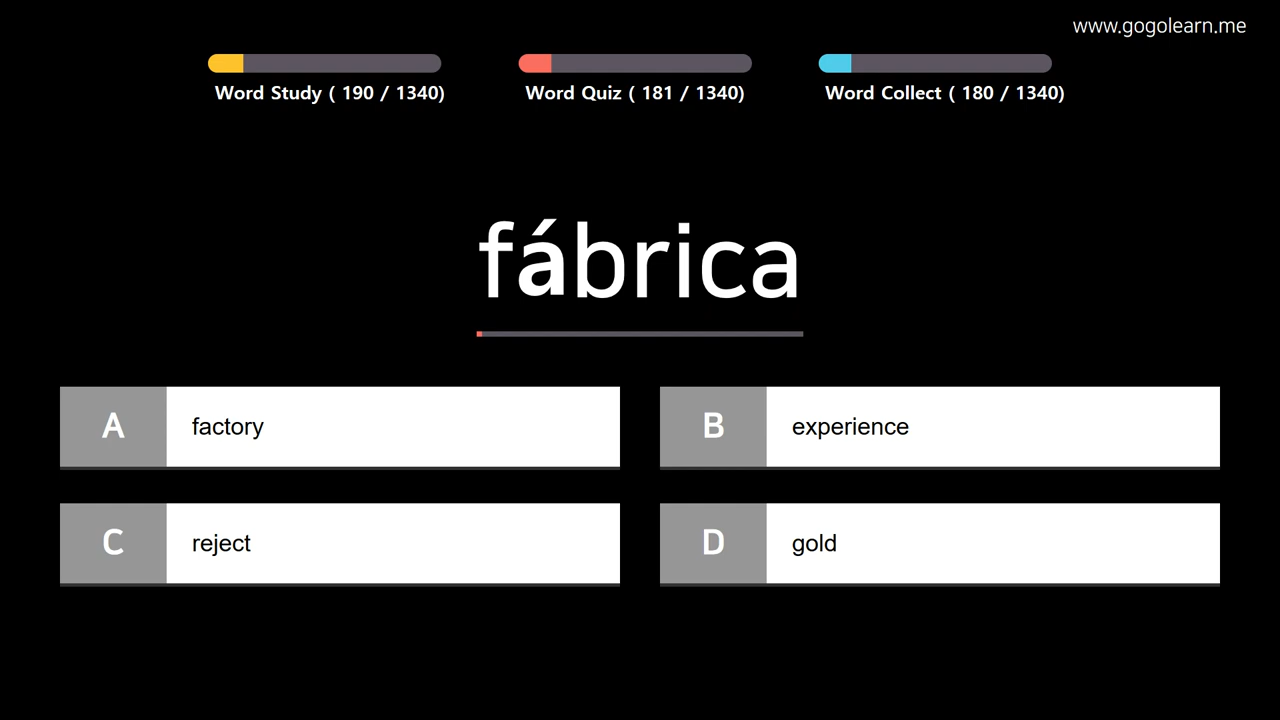 www.gogolearn.me
Word Study ( 190 / 1340)
Word Quiz ( 181 / 1340)
Word Collect ( 180 / 1340)
fábrica
A factory
B experience
C reject
D gold